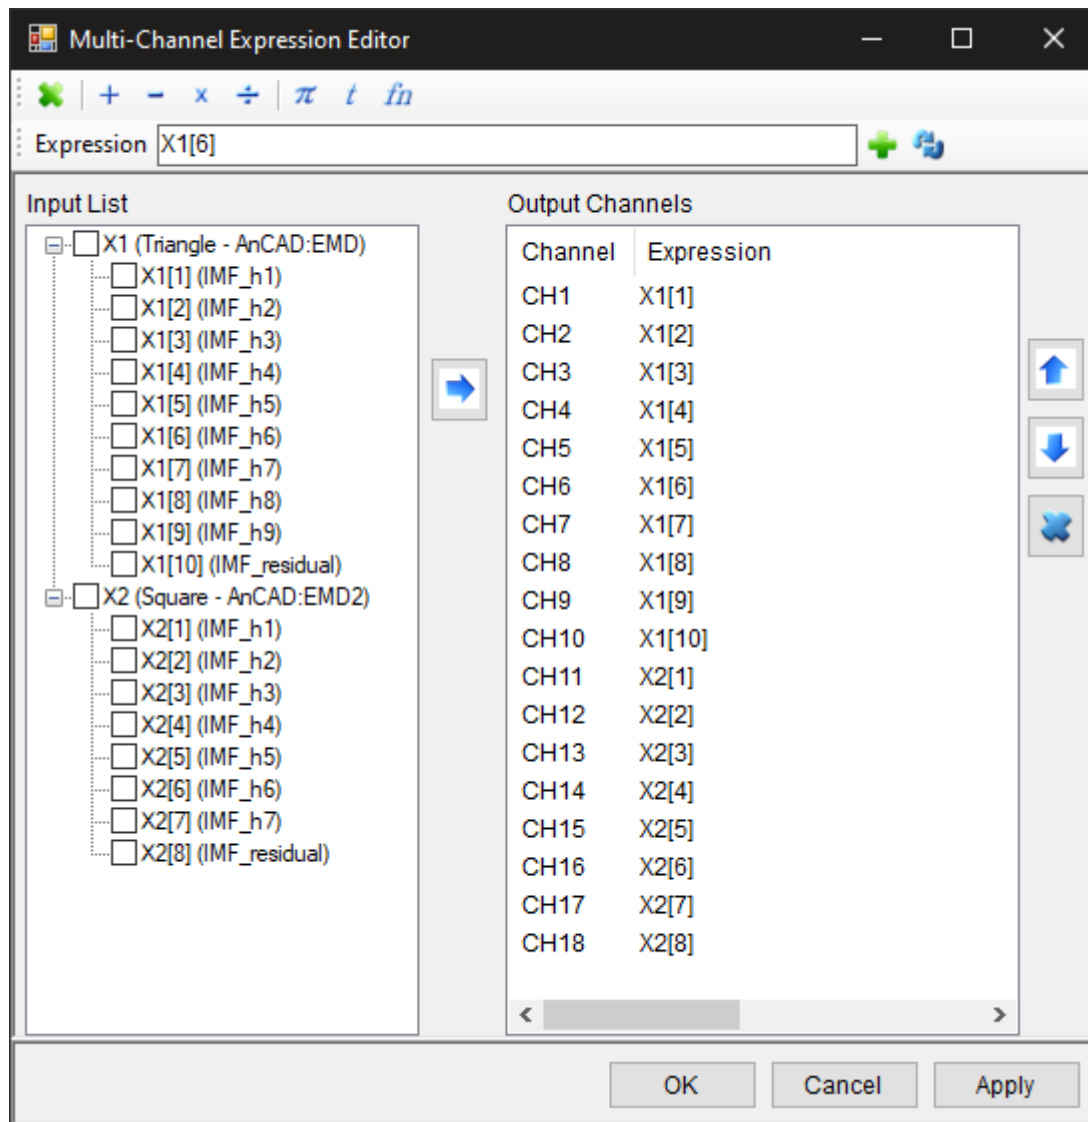 Multi-Channel Expression Editor
+ - x ÷ π t fn
Expression X1[6]
Input List
X1 (Triangle - AnCAD:EMD)
X1[1] (IMF_h1)
X1[2] (IMF_h2)
X1[3] (IMF_h3)
X1[4] (IMF_h4)
X1[5] (IMF_h5)
X1[6] (IMF_h6)
X1[7] (IMF_h7)
X1[8] (IMF_h8)
X1[9] (IMF_h9)
X1[10] (IMF_residual)
X2 (Square - AnCAD:EMD2)
X2[1] (IMF_h1)
X2[2] (IMF_h2)
X2[3] (IMF_h3)
X2[4] (IMF_h4)
X2[5] (IMF_h5)
X2[6] (IMF_h6)
X2[7] (IMF_h7)
X2[8] (IMF_residual)
Output Channels
Channel Expression
CH1 X1[1]
CH2 X1[2]
CH3 X1[3]
CH4 X1[4]
CH5 X1[5]
CH6 X1[6]
CH7 X1[7]
CH8 X1[8]
CH9 X1[9]
CH10 X1[10]
CH11 X2[1]
CH12 X2[2]
CH13 X2[3]
CH14 X2[4]
CH15 X2[5]
CH16 X2[6]
CH17 X2[7]
CH18 X2[8]
OK Cancel Apply